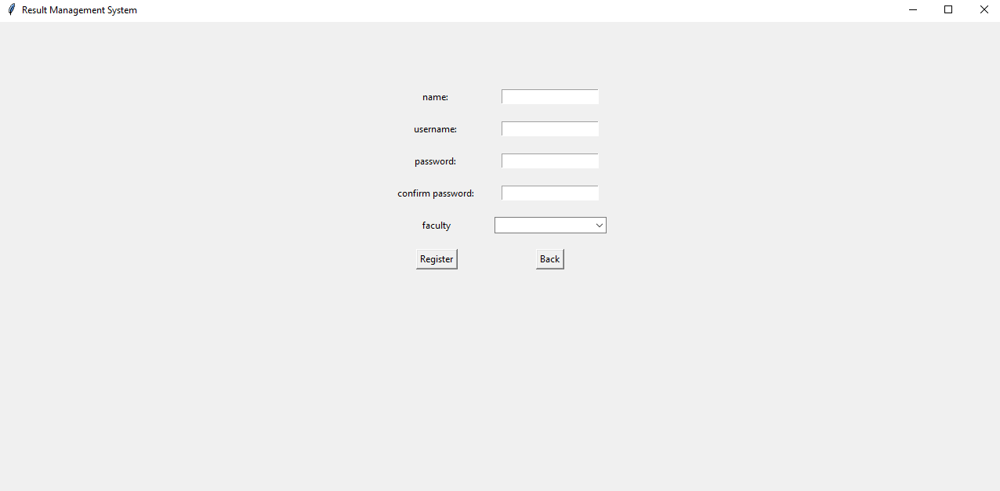 Result Management System
name:
username:
password:
confirm password:
faculty
Register Back